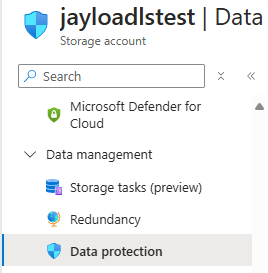 jayloadlstest | Data
Storage account
Search
Microsoft Defender for
Cloud
Data management
Storage tasks (preview)
Redundancy
Data protection